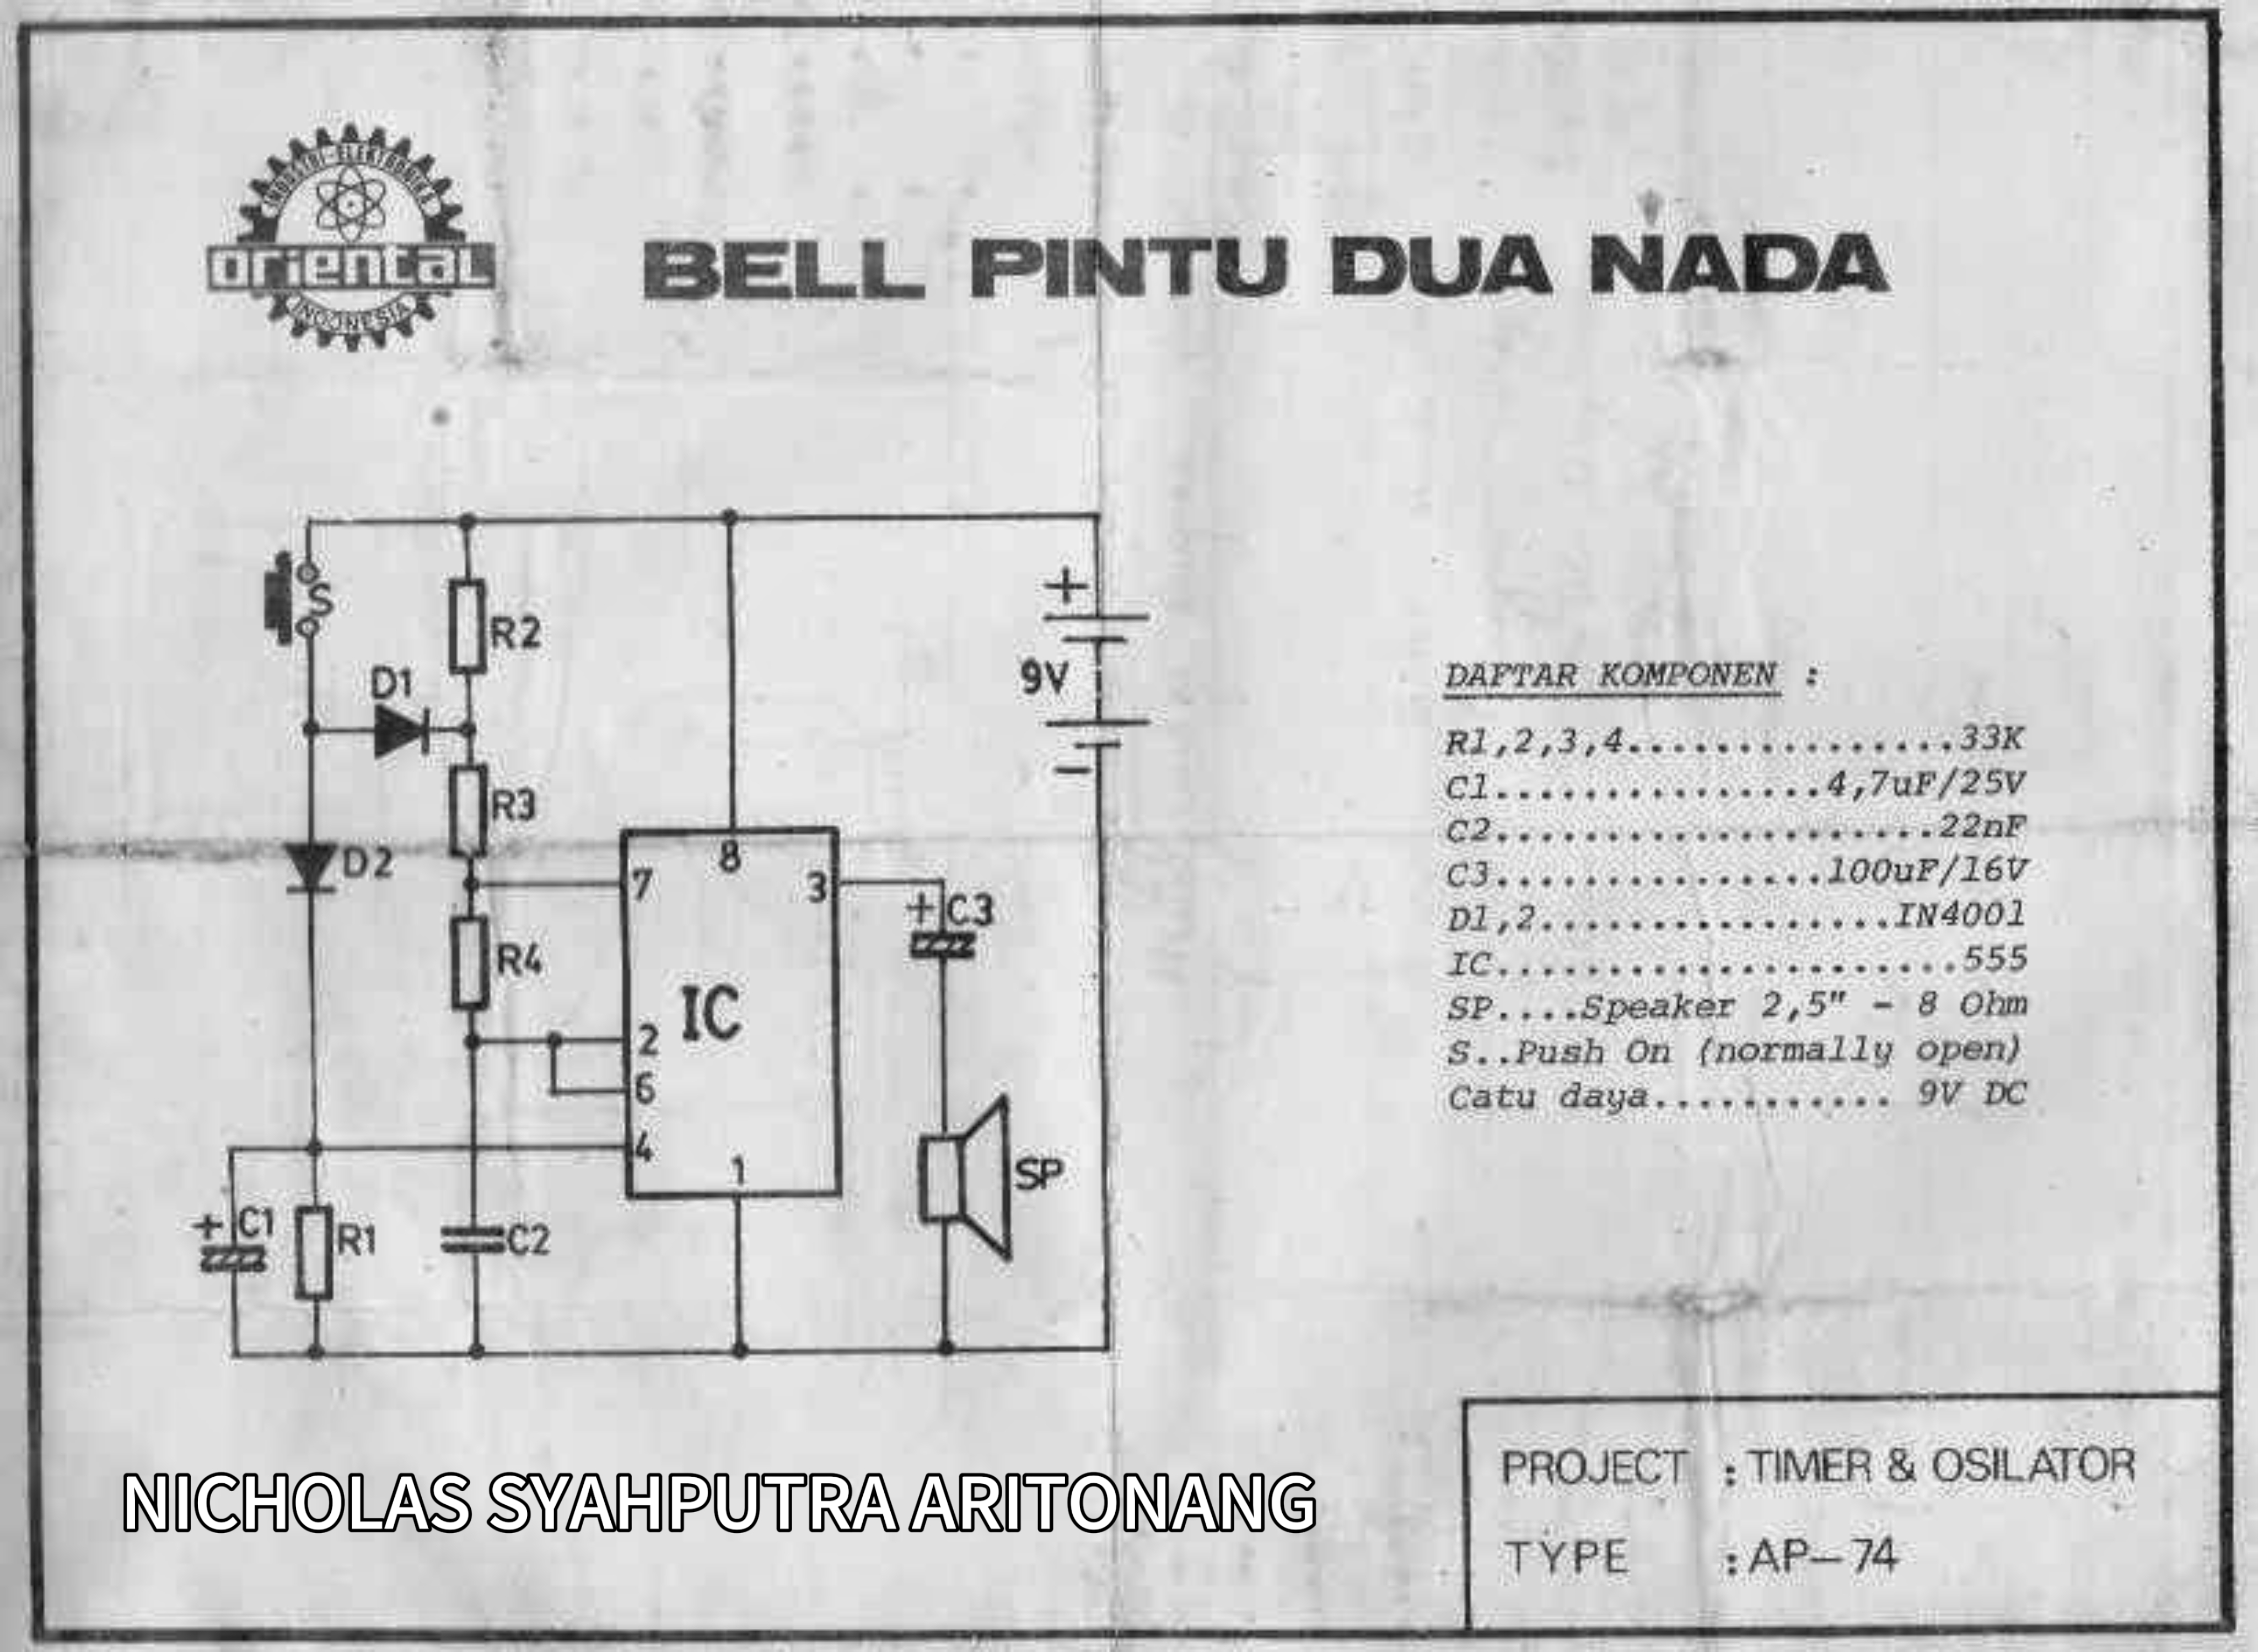 INDUSTRI-ELEKTRONIKA
oriental
INDONESIA
BELL PINTU DUA NADA
S
R2
D1
+
9V
R3
D2
8
7
3
+
C3
R4
IC
2
6
4
1
SP
+
C1
R1
C2
DAFTAR KOMPONEN :
R1,2,3,4...............33K
C1...............4,7uF/25V
C2....................22nF
C3...............100uF/16V
D1,2................IN4001
IC.....................555
SP....Speaker 2,5" - 8 Ohm
S..Push On (normally open)
Catu daya........... 9V DC
NICHOLAS SYAHPUTRA ARITONANG
PROJECT : TIMER & OSILATOR
TYPE : AP-74